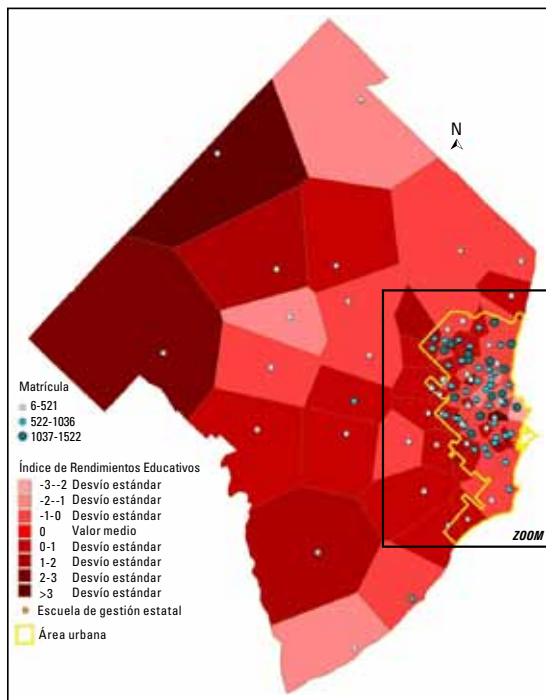 N
Matrícula
6-521
522-1036
1037-1522
Índice de Rendimientos Educativos
-3--2 Desvío estándar
-2--1 Desvío estándar
-1-0 Desvío estándar
0 Valor medio
0-1 Desvío estándar
1-2 Desvío estándar
2-3 Desvío estándar
>3 Desvío estándar
Escuela de gestión estatal
Área urbana
ZOOM